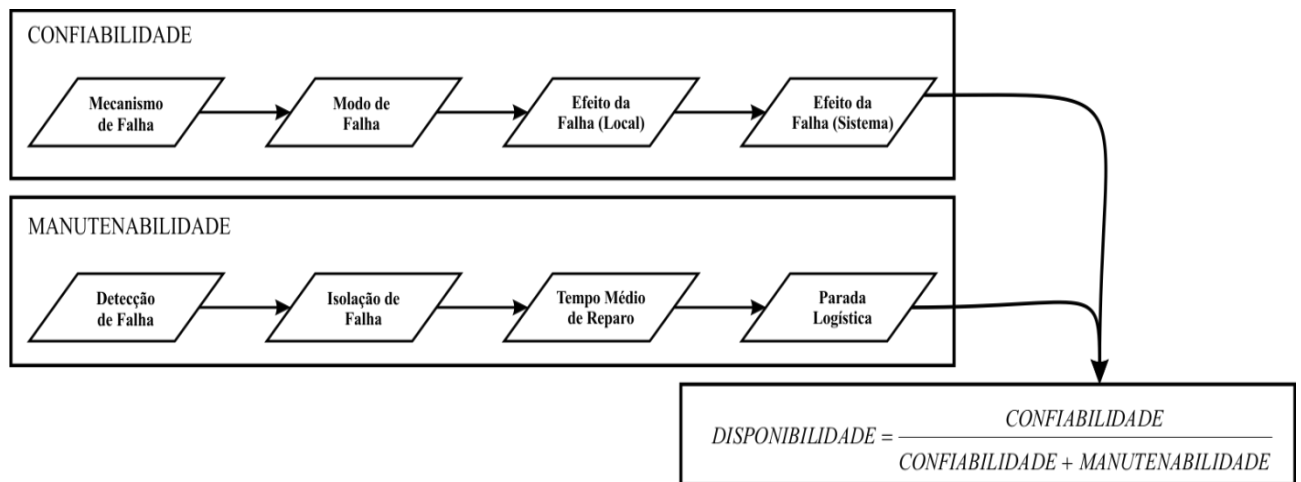 CONFIABILIDADE
Mecanismo
de Falha
Modo de
Falha
Efeito da
Falha (Local)
Efeito da
Falha (Sistema)
MANUTENABILIDADE
Detecção
de Falha
Isolação de
Falha
Tempo Médio
de Reparo
Parada
Logística
DISPONIBILIDADE = CONFIABILIDADE
CONFIABILIDADE + MANUTENABILIDADE